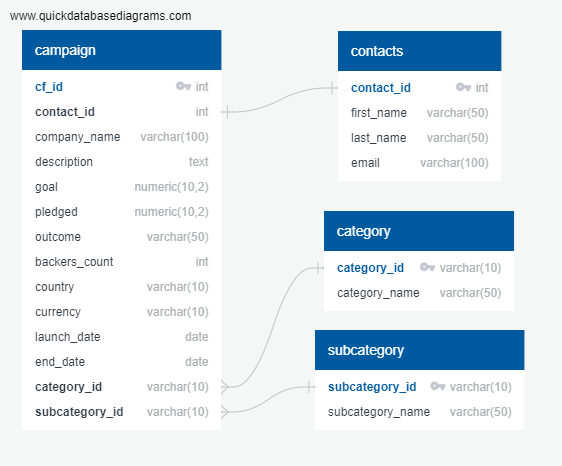 www.quickdatabasediagrams.com
campaign
cf_id int
contact_id int
company_name varchar(100)
description text
goal numeric(10,2)
pledged numeric(10,2)
outcome varchar(50)
backers_count int
country varchar(10)
currency varchar(10)
launch_date date
end_date date
category_id varchar(10)
subcategory_id varchar(10)
contacts
contact_id int
first_name varchar(50)
last_name varchar(50)
email varchar(100)
category
category_id varchar(10)
category_name varchar(50)
subcategory
subcategory_id varchar(10)
subcategory_name varchar(50)